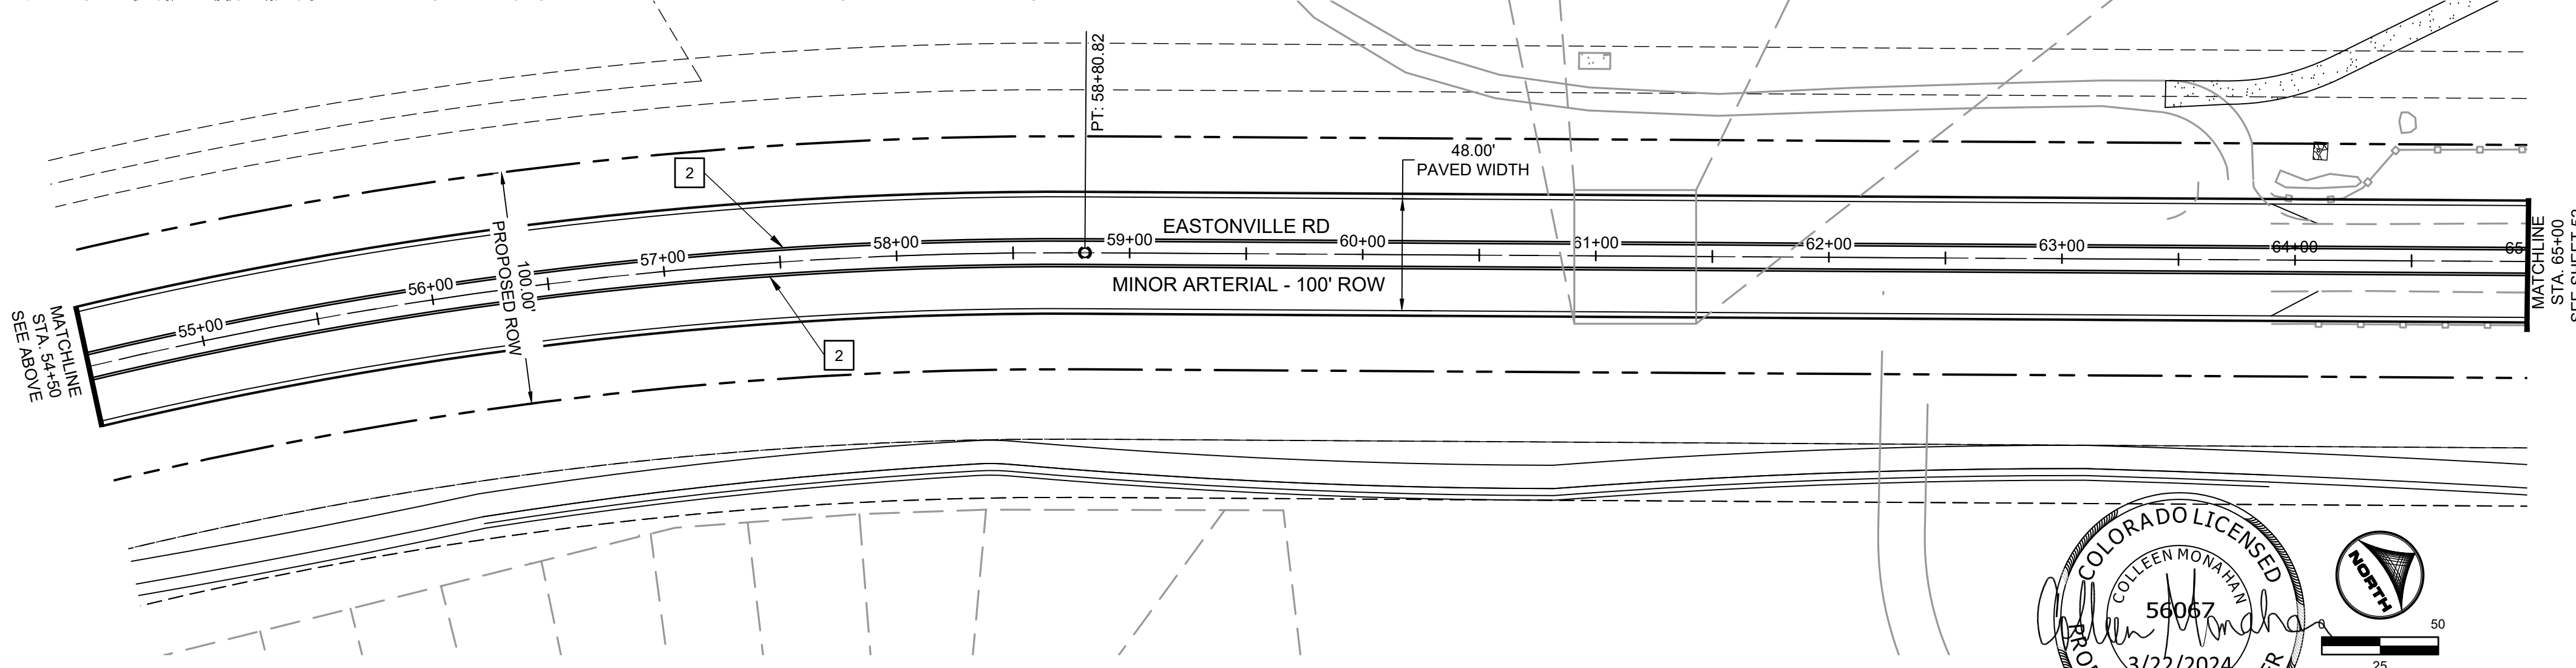 PT: 58+80.82
2
48.00'
PAVED WIDTH
EASTONVILLE RD
55+00
56+00
57+00
58+00
59+00
60+00
61+00
62+00
63+00
64+00
65
MINOR ARTERIAL - 100' ROW
100.00'
PROPOSED ROW
2
MATCHLINE
STA. 54+50
SEE ABOVE
MATCHLINE
STA. 65+00
COLORADO LICENSED
COLLEEN MONAHAN
56067
3/22/2024
NORTH
0
50
25